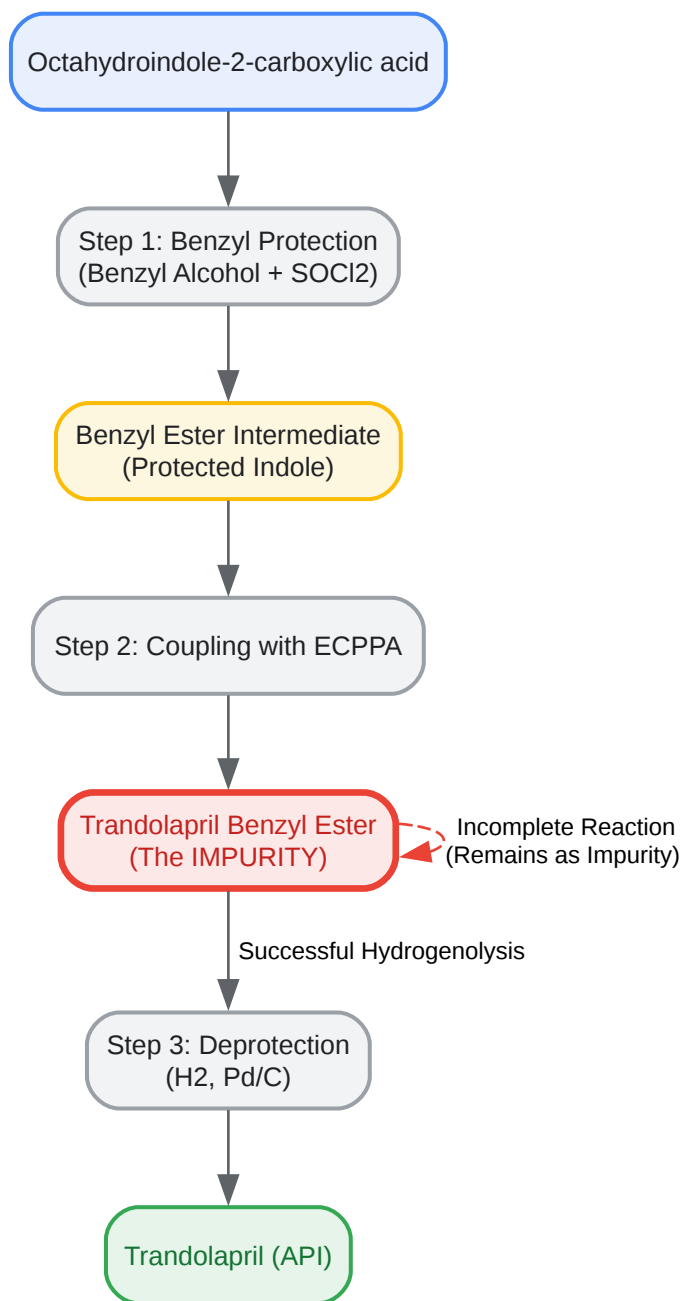 Octahydroindole-2-carboxylic acid
Step 1: Benzyl Protection
(Benzyl Alcohol + SOCl2)
Benzyl Ester Intermediate
(Protected Indole)
Step 2: Coupling with ECPPA
Trandolapril Benzyl Ester
(The IMPURITY)
Incomplete Reaction
(Remains as Impurity)
Successful Hydrogenolysis
Step 3: Deprotection
(H2, Pd/C)
Trandolapril (API)